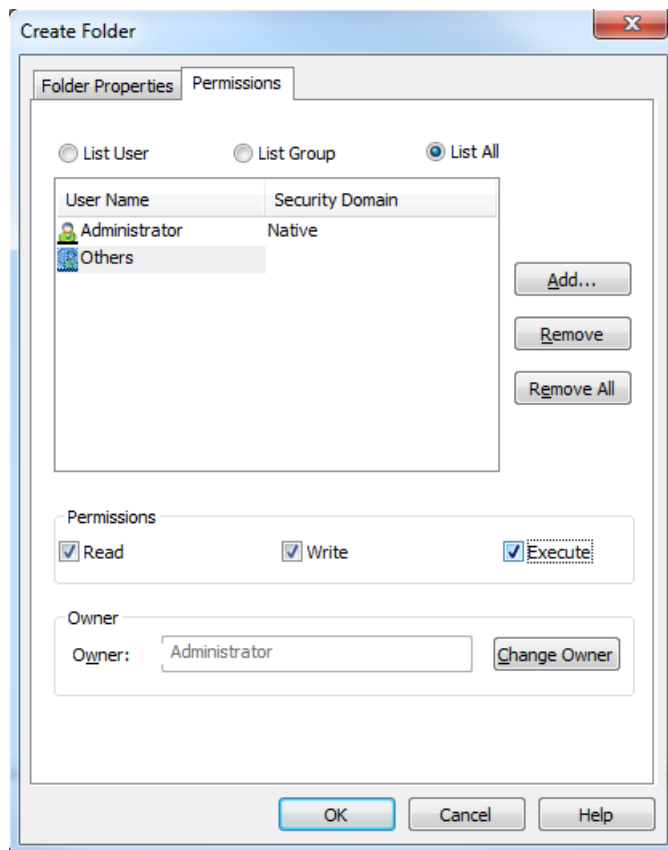 Create Folder
Folder Properties Permissions
List User List Group List All
User Name Security Domain
Administrator Native
Others
Add...
Remove
Remove All
Permissions
Read Write Execute
Owner
Owner: Administrator Change Owner
OK Cancel Help